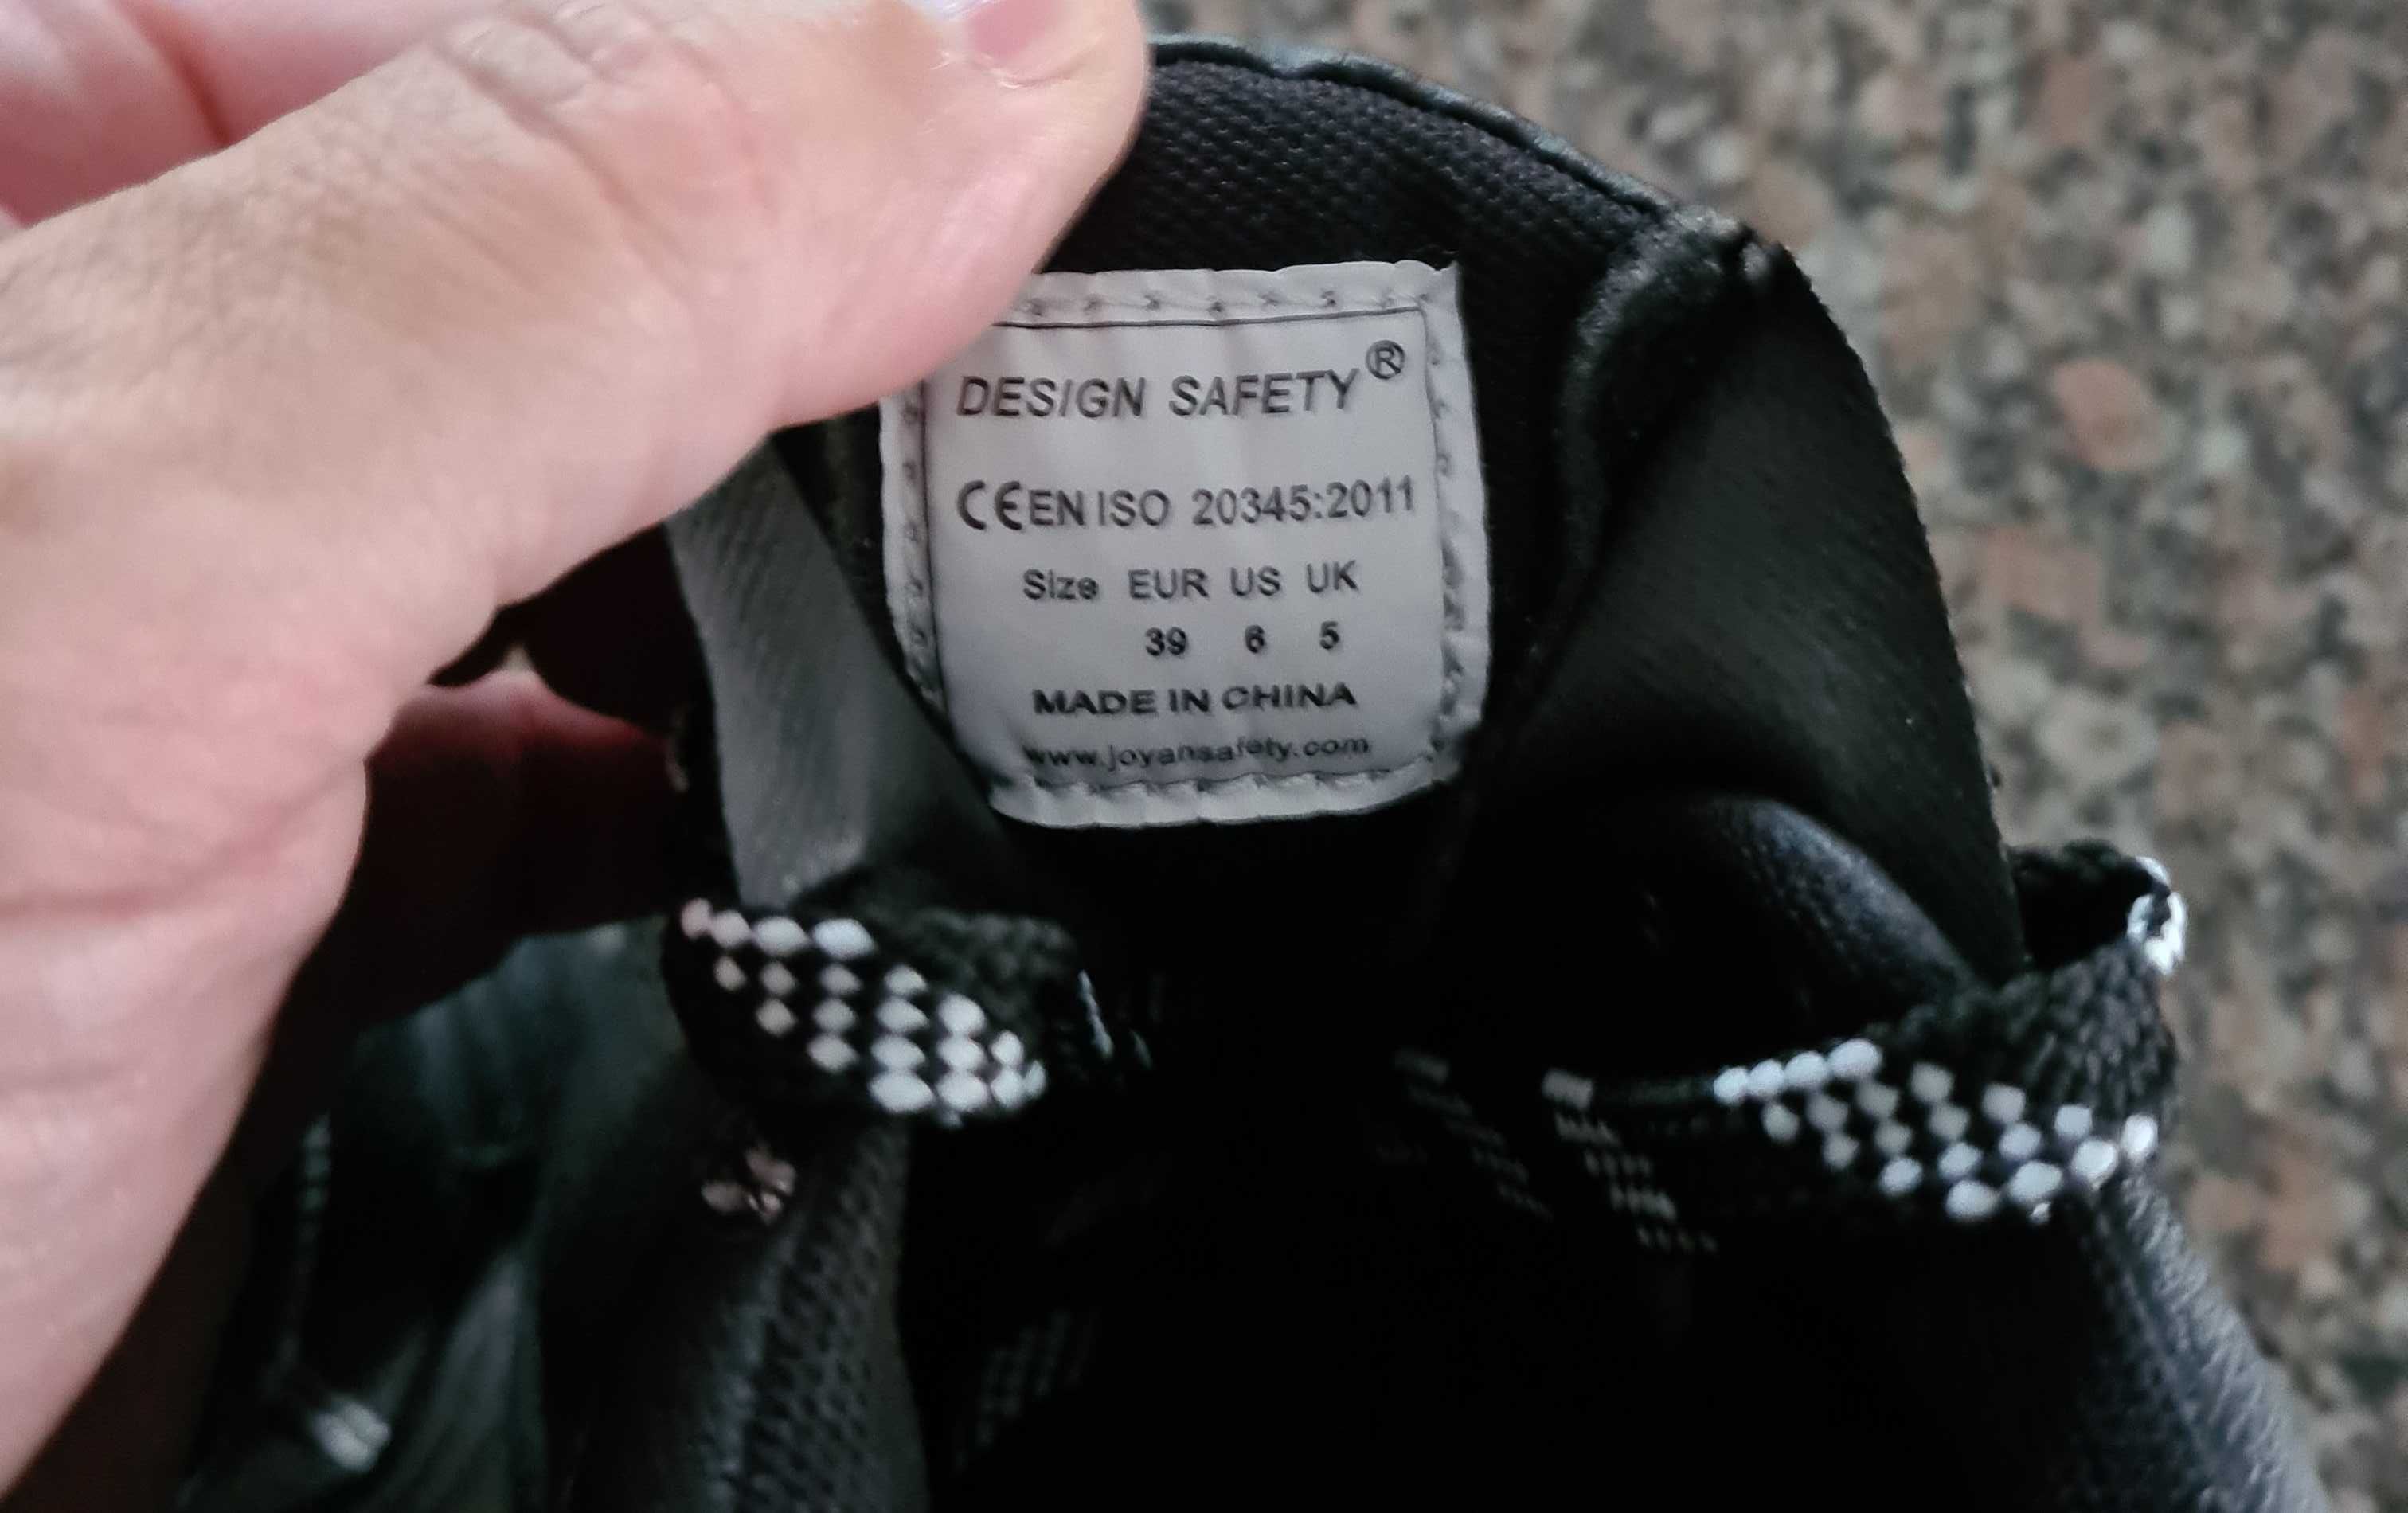 DESIGN SAFETY®
CE EN ISO 20345:2011
Size EUR US UK
39 6 5
MADE IN CHINA
www.joyansafety.com